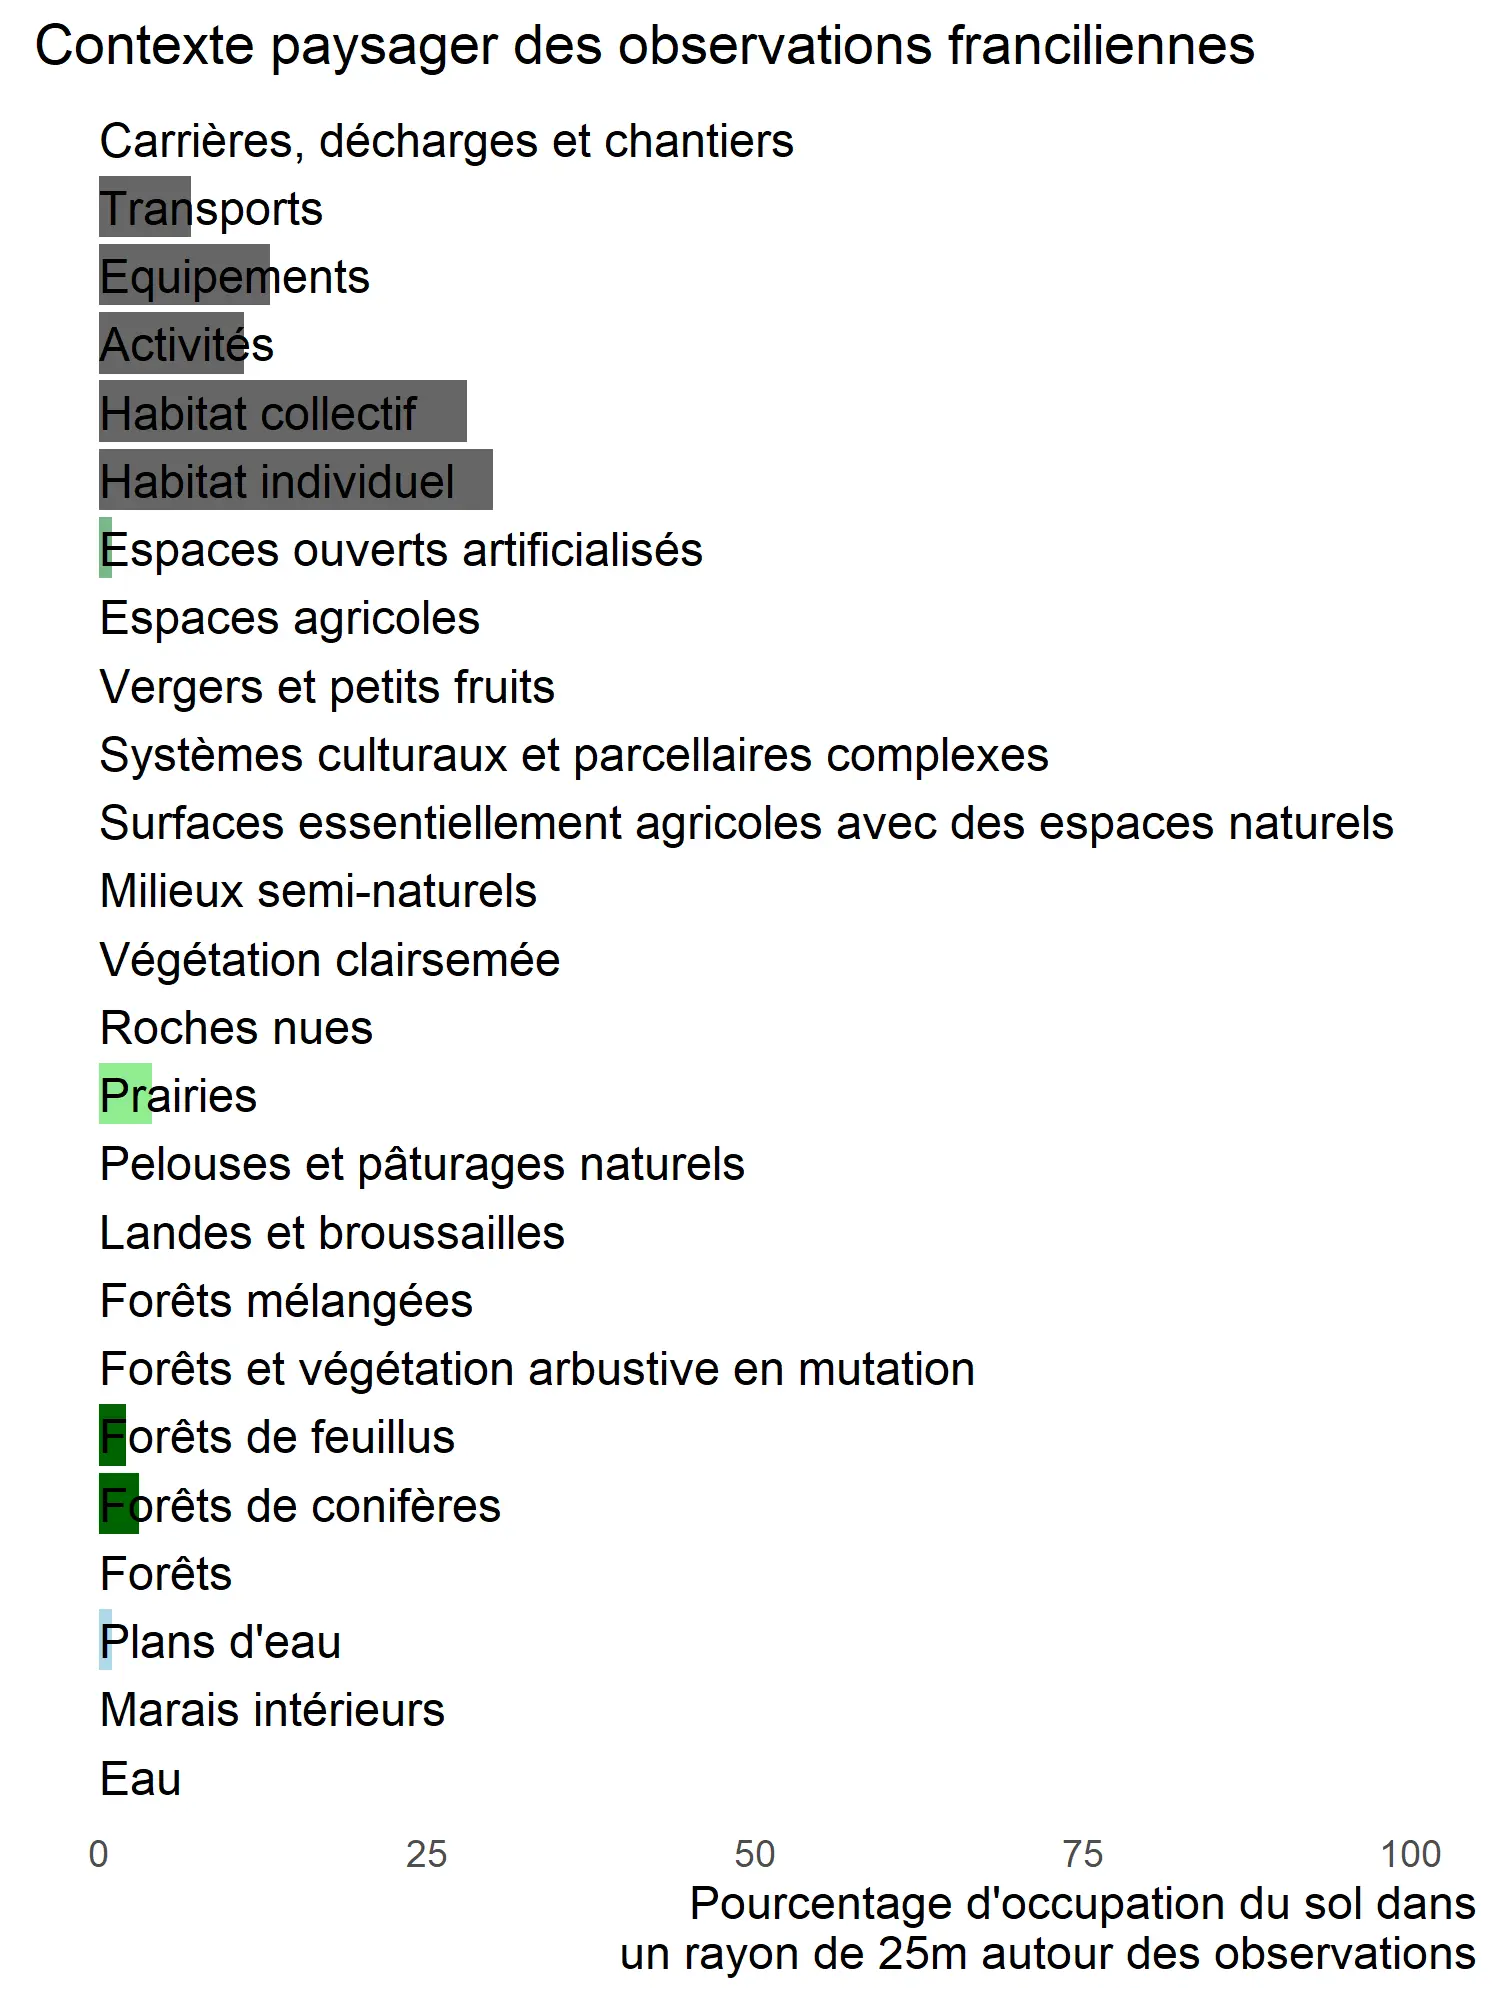 Contexte paysager des observations franciliennes
Carrières, décharges et chantiers
Transports
Equipements
Activités
Habitat collectif
Habitat individuel
Espaces ouverts artificialisés
Espaces agricoles
Vergers et petits fruits
Systèmes culturaux et parcellaires complexes
Surfaces essentiellement agricoles avec des espaces naturels
Milieux semi-naturels
Végétation clairsemée
Roches nues
Prairies
Pelouses et pâturages naturels
Landes et broussailles
Forêts mélangées
Forêts et végétation arbustive en mutation
Forêts de feuillus
Forêts de conifères
Forêts
Plans d'eau
Marais intérieurs
Eau
0 25 50 75 100
Pourcentage d'occupation du sol dans
un rayon de 25m autour des observations